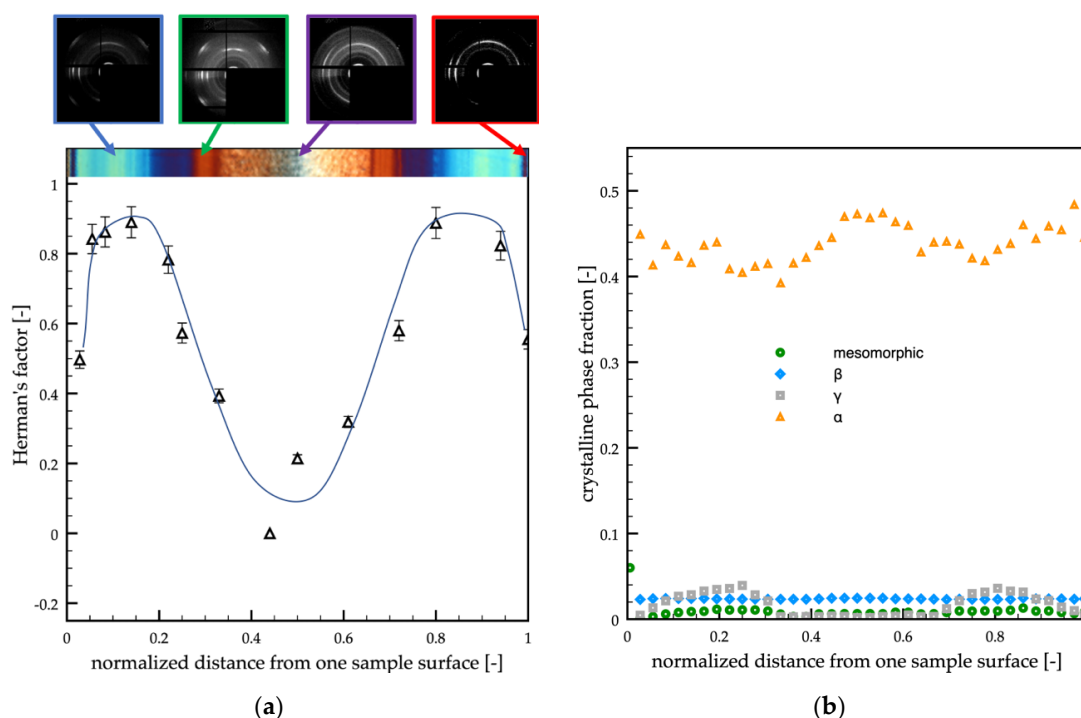 1
0.8
0.6
0.4
0.2
0
-0.2
Herman's factor [-]
0
0.2
0.4
0.6
0.8
1
normalized distance from one sample surface [-]
(a)
0.5
0.4
0.3
0.2
0.1
0
crystalline phase fraction [-]
mesomorphic
β
γ
α
0
0.2
0.4
0.6
0.8
normalized distance from one sample surface [-]
(b)